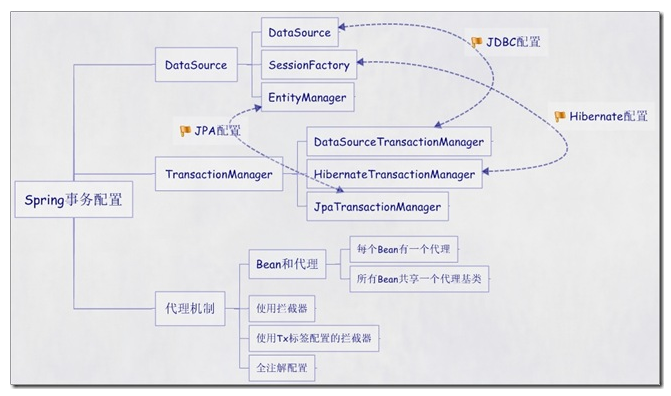 DataSource
JDBC配置
DataSource
SessionFactory
EntityManager
Hibernate配置
JPA配置
DataSourceTransactionManager
TransactionManager
HibernateTransactionManager
JpaTransactionManager
Spring事务配置
每个Bean有一个代理
Bean和代理
所有Bean共享一个代理基类
代理机制
使用拦截器
使用Tx标签配置的拦截器
全注解配置